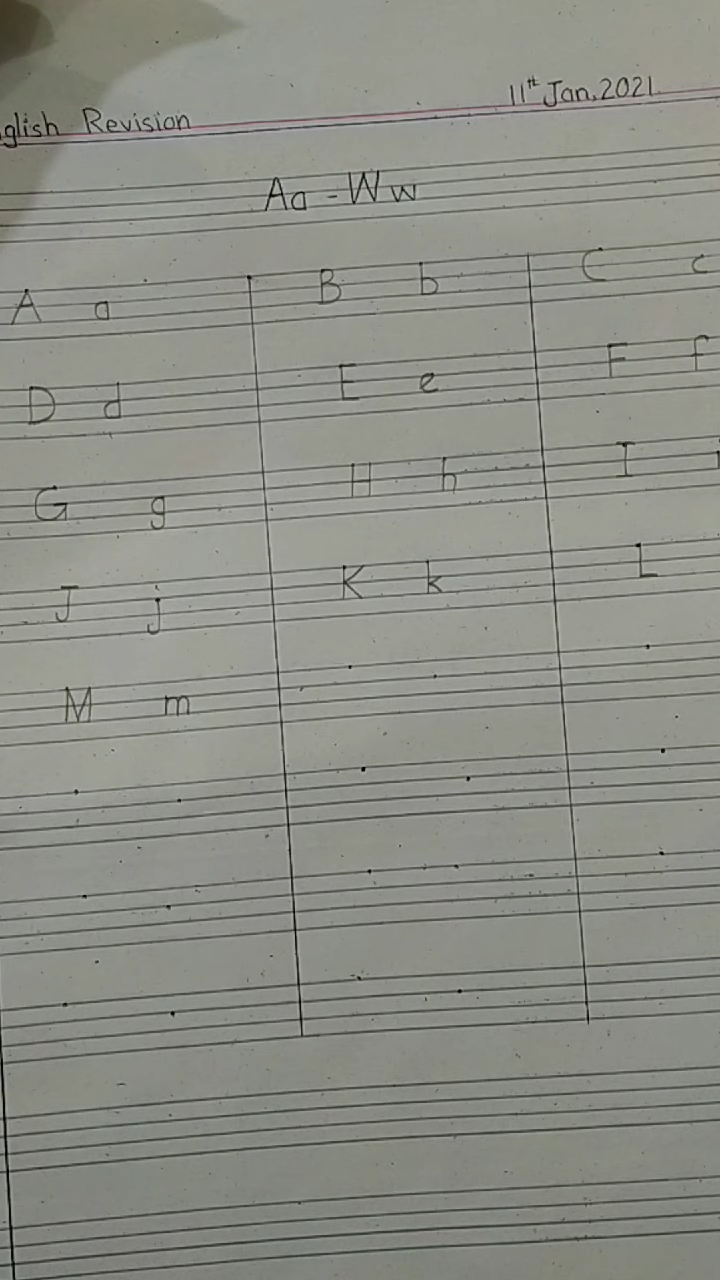 glish Revision 11th Jan, 2021
Aa - Ww
A a B b C c
D d E e F f
G g H h I i
J j K k L
M m